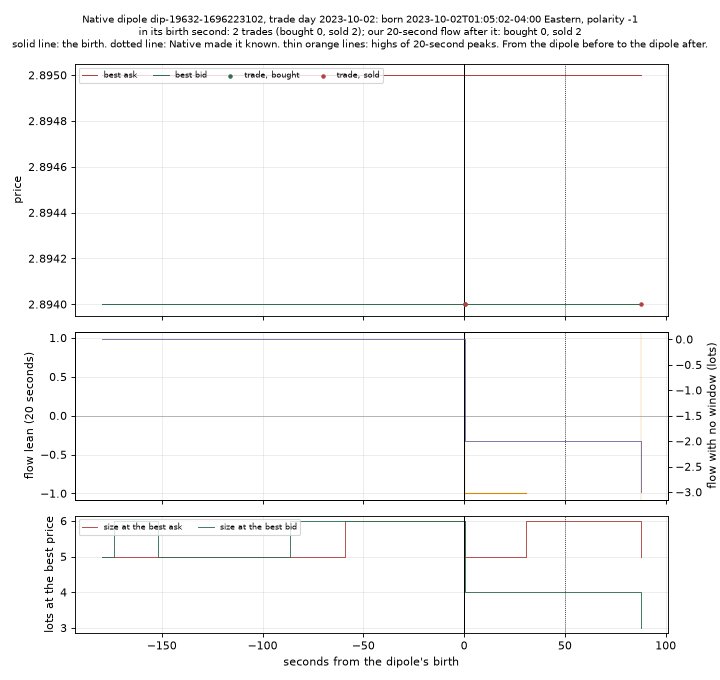 Native dipole dip-19632-1696223102, trade day 2023-10-02: born 2023-10-02T01:05:02-04:00 Eastern, polarity -1
in its birth second: 2 trades (bought 0, sold 2); our 20-second flow after it: bought 0, sold 2
solid line: the birth. dotted line: Native made it known. thin orange lines: highs of 20-second peaks. From the dipole before to the dipole after.
best ask best bid trade, bought trade, sold
2.8950
2.8948
2.8946
2.8944
2.8942
2.8940
price
1.0
0.5
0.0
−0.5
−1.0
flow lean (20 seconds)
0.0
−0.5
−1.0
−1.5
−2.0
−2.5
−3.0
flow with no window (lots)
size at the best ask size at the best bid
6
5
4
3
lots at the best price
−150 −100 −50 0 50 100
seconds from the dipole's birth